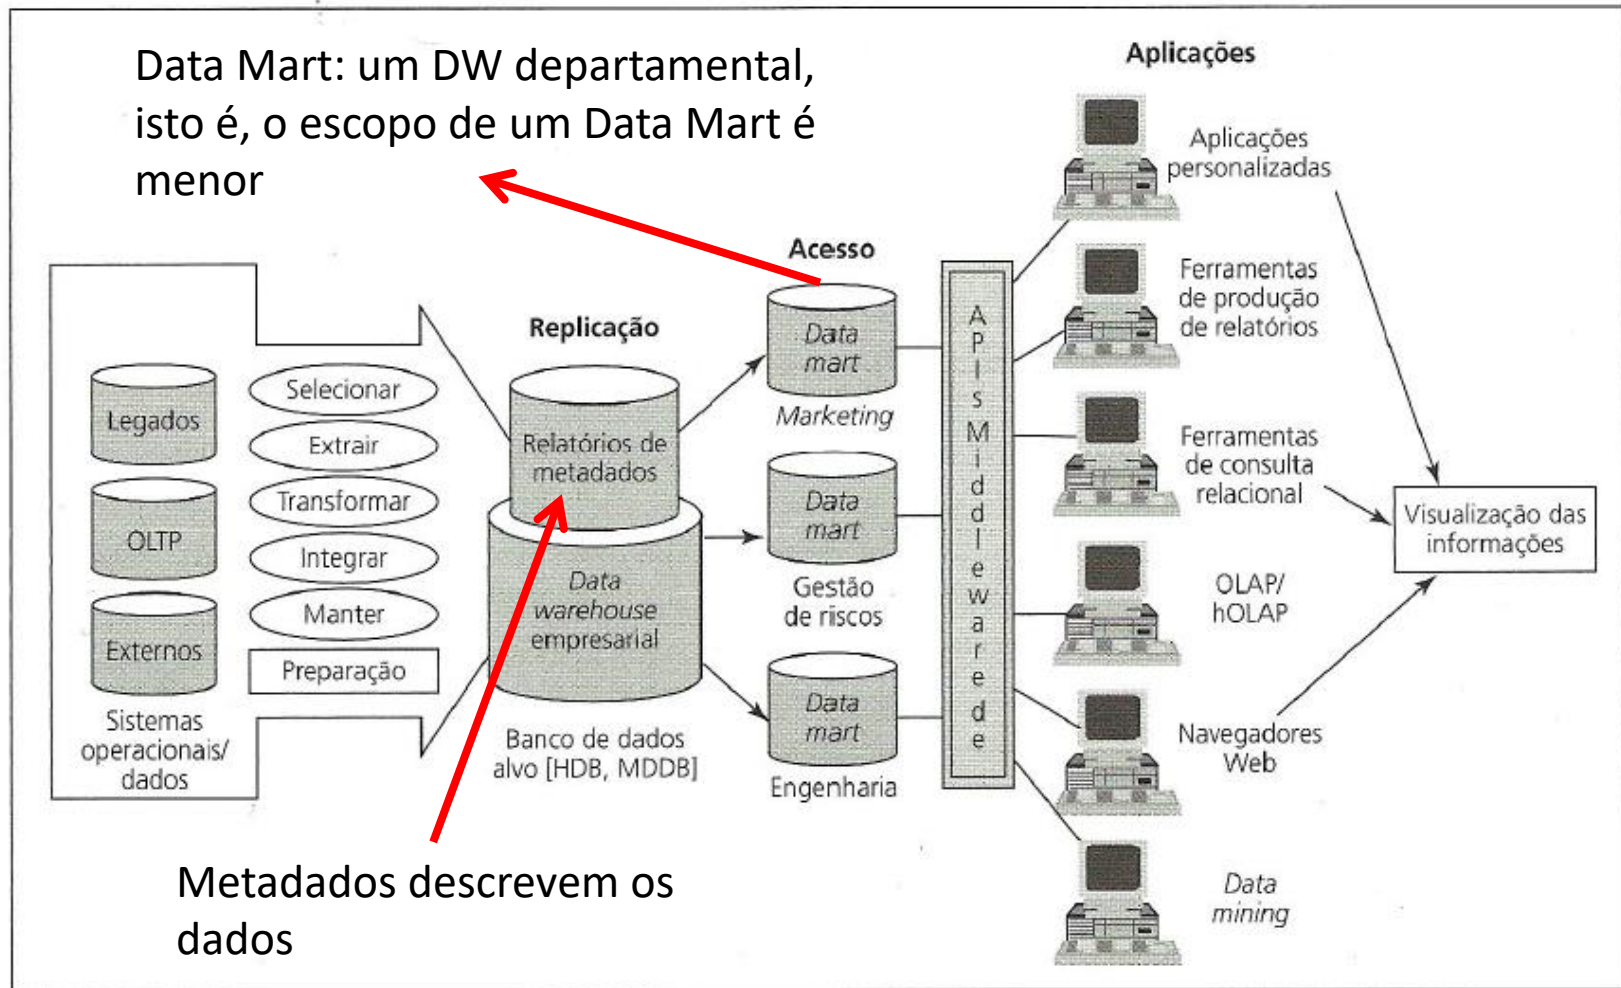 Data Mart: um DW departamental,
isto é, o escopo de um Data Mart é
menor
Aplicações
Aplicações
personalizadas
Acesso
Ferramentas
de produção
de relatórios
Replicação
Data
mart
Marketing
Selecionar
Legados
Extrair
Relatórios de
metadados
Transformar
OLTP
Integrar
Data
warehouse
empresarial
Manter
Externos
Preparação
Sistemas
operacionais/
dados
Banco de dados
alvo [HDB, MDDB]
Data
mart
Gestão
de riscos
Data
mart
Engenharia
APIs Middleware de
Ferramentas
de consulta
relacional
Visualização das
informações
OLAP/
hOLAP
Navegadores
Web
Data
mining
Metadados descrevem os
dados